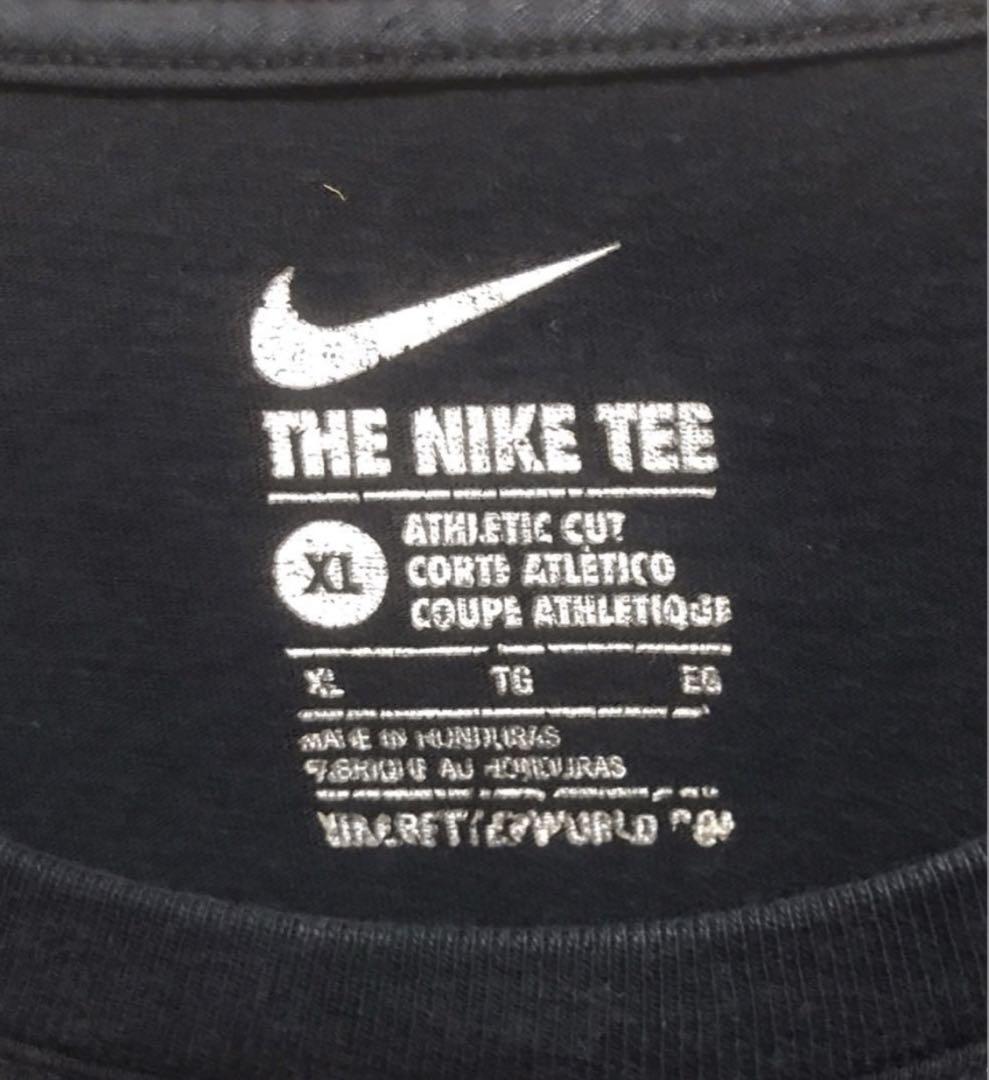 THE NIKE TEE
XL
ATHLETIC CUT
CORTE ATLÉTICO
COUPE ATHLETIQUE
XL TG EG
MADE IN HONDURAS
FABRIQUÉ AU HONDURAS